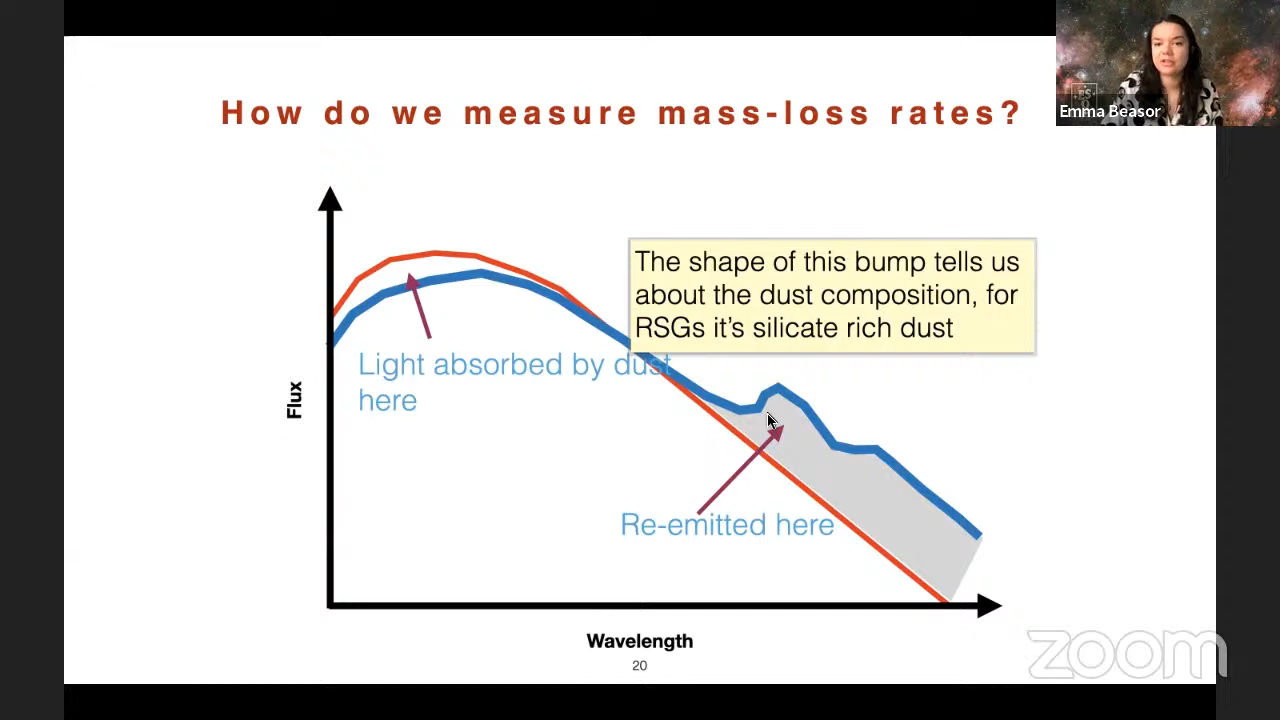 How do we measure mass-loss rates?
Emma Beasor
The shape of this bump tells us
about the dust composition, for
RSGs it's silicate rich dust
Light absorbed by dust
here
Flux
Re-emitted here
Wavelength
20
zoom